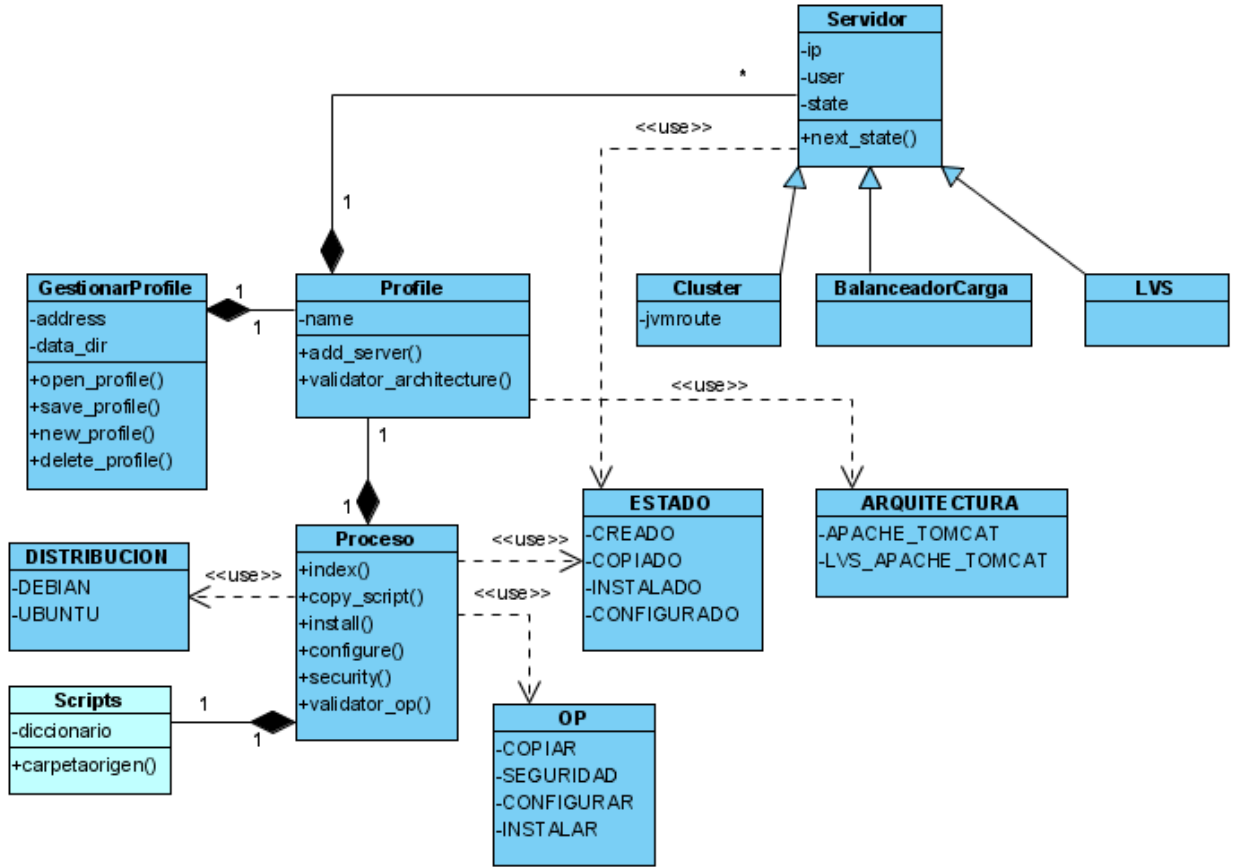 Servidor
-ip
-user
-state
+next_state()
*
<<use>>
1
GestionarProfile
-address
-data_dir
+open_profile()
+save_profile()
+new_profile()
+delete_profile()
1
1
Profile
-name
+add_server()
+validator_architecture()
Cluster
-jvmroute
BalanceadorCarga
LVS
<<use>>
1
1
ESTADO
-CREADO
-COPIADO
-INSTALADO
-CONFIGURADO
ARQUITECTURA
-APACHE_TOMCAT
-LVS_APACHE_TOMCAT
DISTRIBUCION
-DEBIAN
-UBUNTU
<<use>>
Proceso
+index()
+copy_script()
+install()
+configure()
+security()
+validator_op()
<<use>>
<<use>>
Scripts
-diccionario
+carpetaorigen()
1
1
OP
-COPIAR
-SEGURIDAD
-CONFIGURAR
-INSTALAR